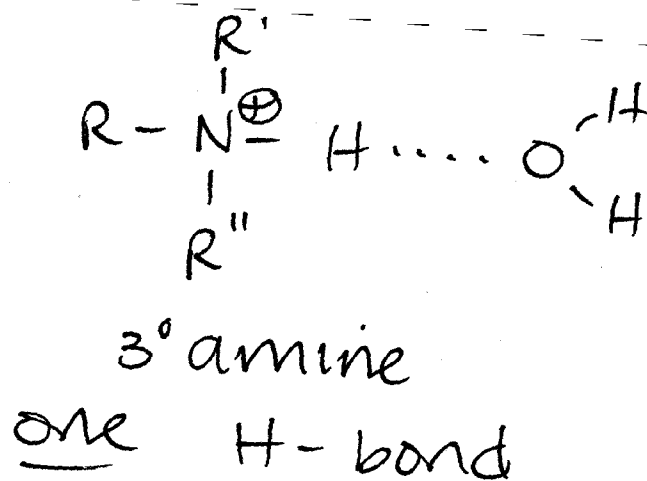 R'
R - N⊕ - H ..... O
H
H
R"
3° amine
one H-bond